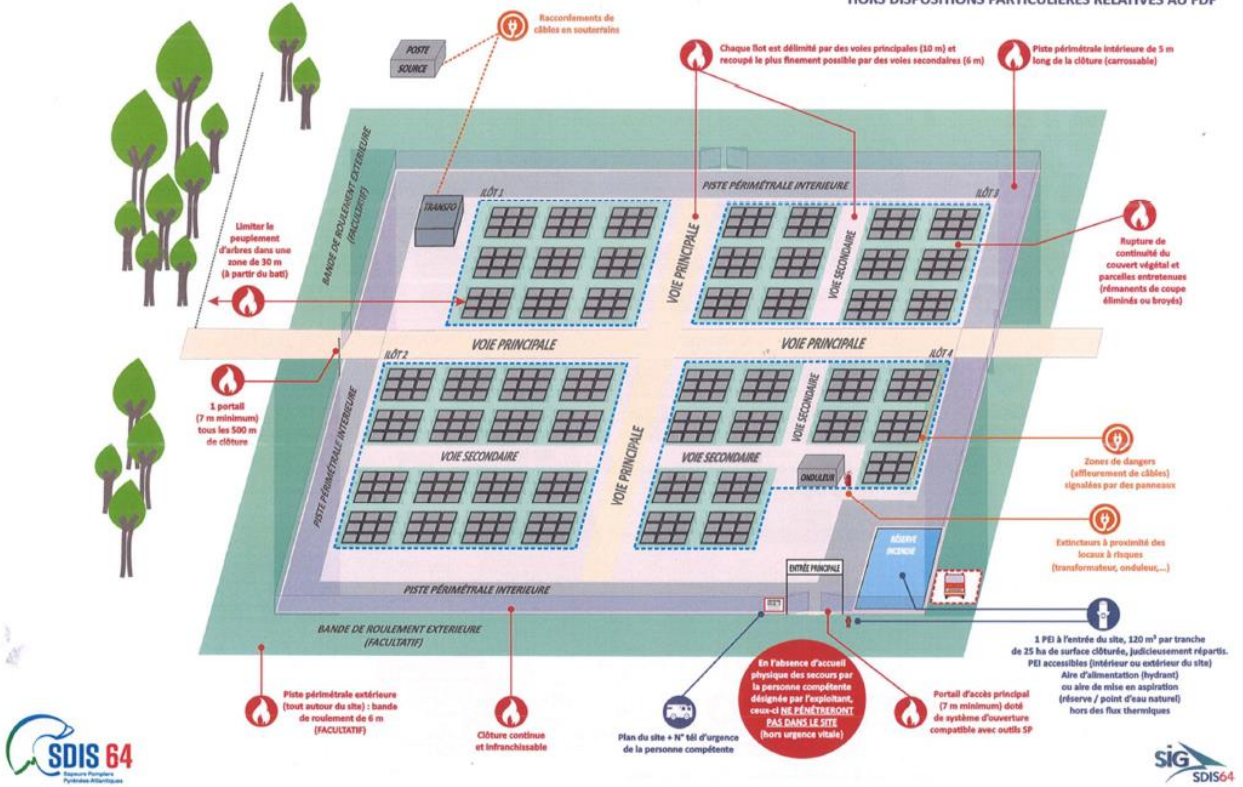 HORS DISPOSITIONS PARTICULIÈRES RELATIVES AU PDP
Raccordements de
câbles en souterrains
POSTE
SOURCE
Chaque îlot est délimité par des voies principales (10 m) et
recoupé le plus finement possible par des voies secondaires (6 m)
Piste périmétrale intérieure de 5 m
long de la clôture (carrossable)
BANDE DE ROULEMENT EXTERIEURE
(FACULTATIF)
PISTE PÉRIMÉTRALE INTERIEURE
ÎLÔT 1
ÎLÔT 3
TRANSFO
VOIE PRINCIPALE
VOIE SECONDAIRE
Limiter le
peuplement
d'arbres dans une
zone de 30 m
(à partir du bati)
Rupture de
continuité du
couvert végétal et
parcelles entretenues
(rémanents de coupe
éliminés ou broyés)
VOIE PRINCIPALE
VOIE PRINCIPALE
ÎLÔT 2
ÎLÔT 4
1 portail
(7 m minimum)
tous les 500 m
de clôture
PISTE PÉRIMÉTRALE INTERIEURE
VOIE SECONDAIRE
VOIE PRINCIPALE
VOIE SECONDAIRE
VOIE SECONDAIRE
ONDULEUR
Zones de dangers
(affleurement de câbles)
signalées par des panneaux
Extincteurs à proximité des
locaux à risques
(transformateur, onduleur,...)
RÉSERVE
INCENDIE
ENTRÉE PRINCIPALE
PISTE PÉRIMÉTRALE INTERIEURE
BANDE DE ROULEMENT EXTERIEURE
(FACULTATIF)
1 PEI à l'entrée du site, 120 m³ par tranche
de 25 ha de surface clôturée, judicieusement répartis.
PEI accessibles (intérieur ou extérieur du site)
Aire d'alimentation (hydrant)
ou aire de mise en aspiration
(réserve / point d'eau naturel)
hors des flux thermiques
Piste périmétrale extérieure
(tout autour du site) : bande
de roulement de 6 m
(FACULTATIF)
Clôture continue
et infranchissable
Plan du site + N° tél d'urgence
de la personne compétente
En l'absence d'accueil
physique des secours par
la personne compétente
désignée par l'exploitant,
ceux-ci NE PÉNÈTRERONT
PAS DANS LE SITE
(hors urgence vitale)
Portail d'accès principal
(7 m minimum) doté
de système d'ouverture
compatible avec outils SP
SDIS 64
Sapeurs Pompiers
Pyrénées-Atlantiques
SIG
SDIS64